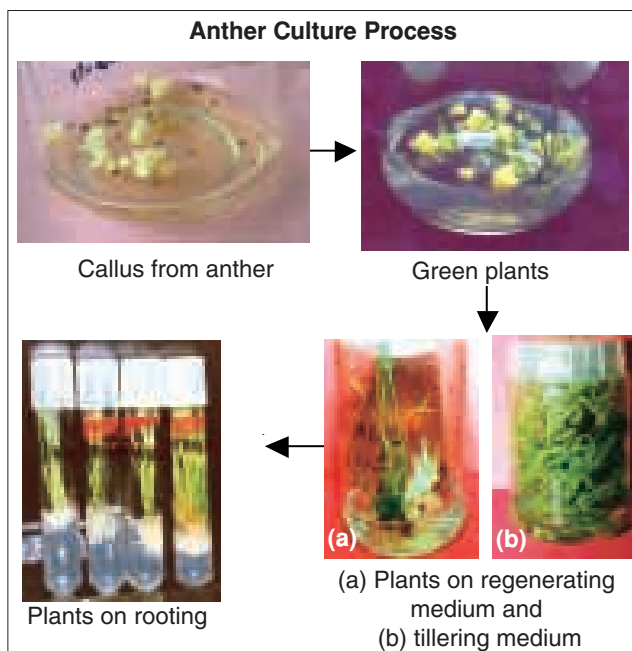 Anther Culture Process
Callus from anther
Green plants
(a)
(b)
(a) Plants on regenerating
medium and
(b) tillering medium
Plants on rooting